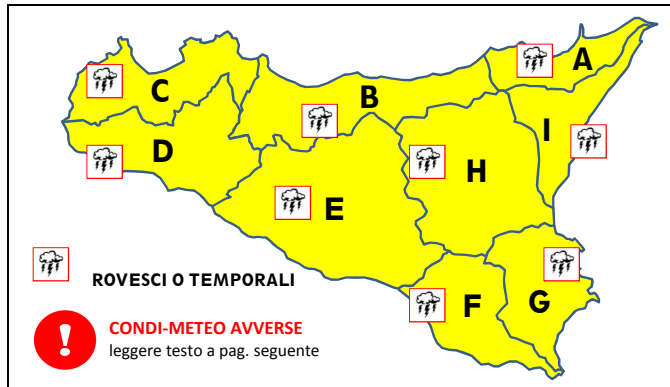 A
C
B
I
D
H
E
F
G
ROVESCI O TEMPORALI
!
CONDI-METEO AVVERSE
leggere testo a pag. seguente